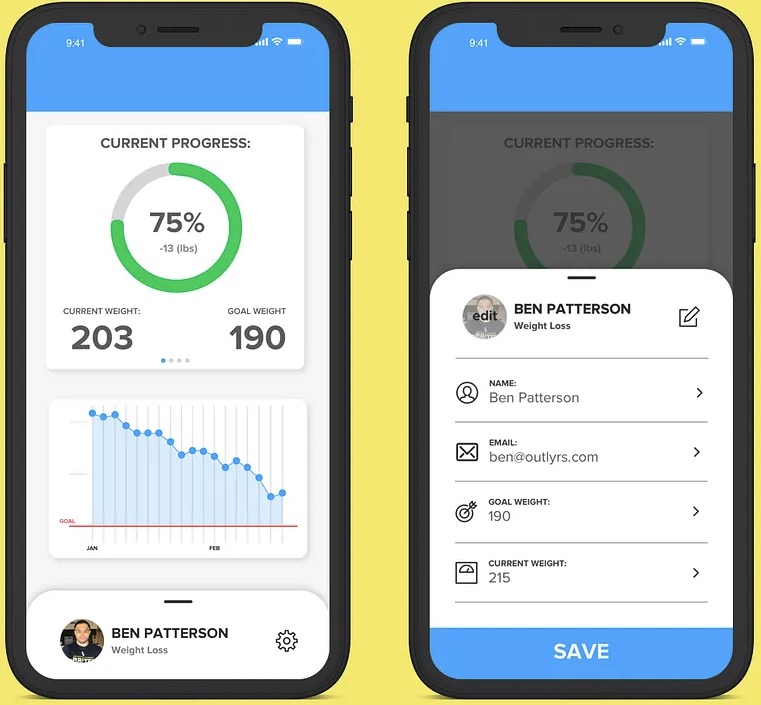 9:41
CURRENT PROGRESS:
75%
-13 (lbs)
CURRENT WEIGHT:
GOAL WEIGHT
203
190
GOAL
JAN
FEB
BEN PATTERSON
Weight Loss
9:41
CURRENT PROGRESS:
75%
-13 (lbs)
edit
BEN PATTERSON
Weight Loss
NAME:
Ben Patterson
EMAIL:
ben@outlyrs.com
GOAL WEIGHT:
190
CURRENT WEIGHT:
215
SAVE